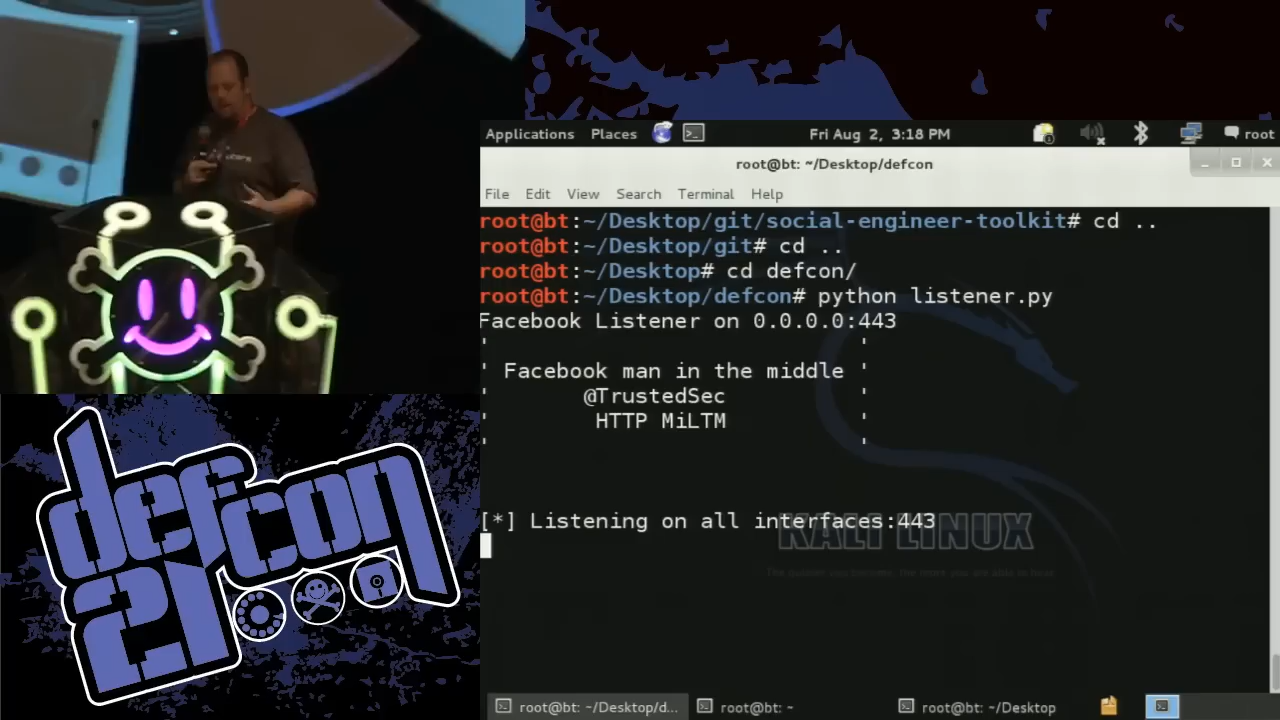 Applications Places Fri Aug 2, 3:18 PM root
root@bt: ~/Desktop/defcon
File Edit View Search Terminal Help
root@bt:~/Desktop/git/social-engineer-toolkit# cd ..
root@bt:~/Desktop/git# cd ..
root@bt:~/Desktop# cd defcon/
root@bt:~/Desktop/defcon# python listener.py
Facebook Listener on 0.0.0.0:443
' '
' Facebook man in the middle '
' @TrustedSec '
' HTTP MiLTM '
' '
[*] Listening on all interfaces:443
KALI LINUX
root@bt: ~/Desktop/d...
root@bt: ~
root@bt: ~/Desktop
defcon
21